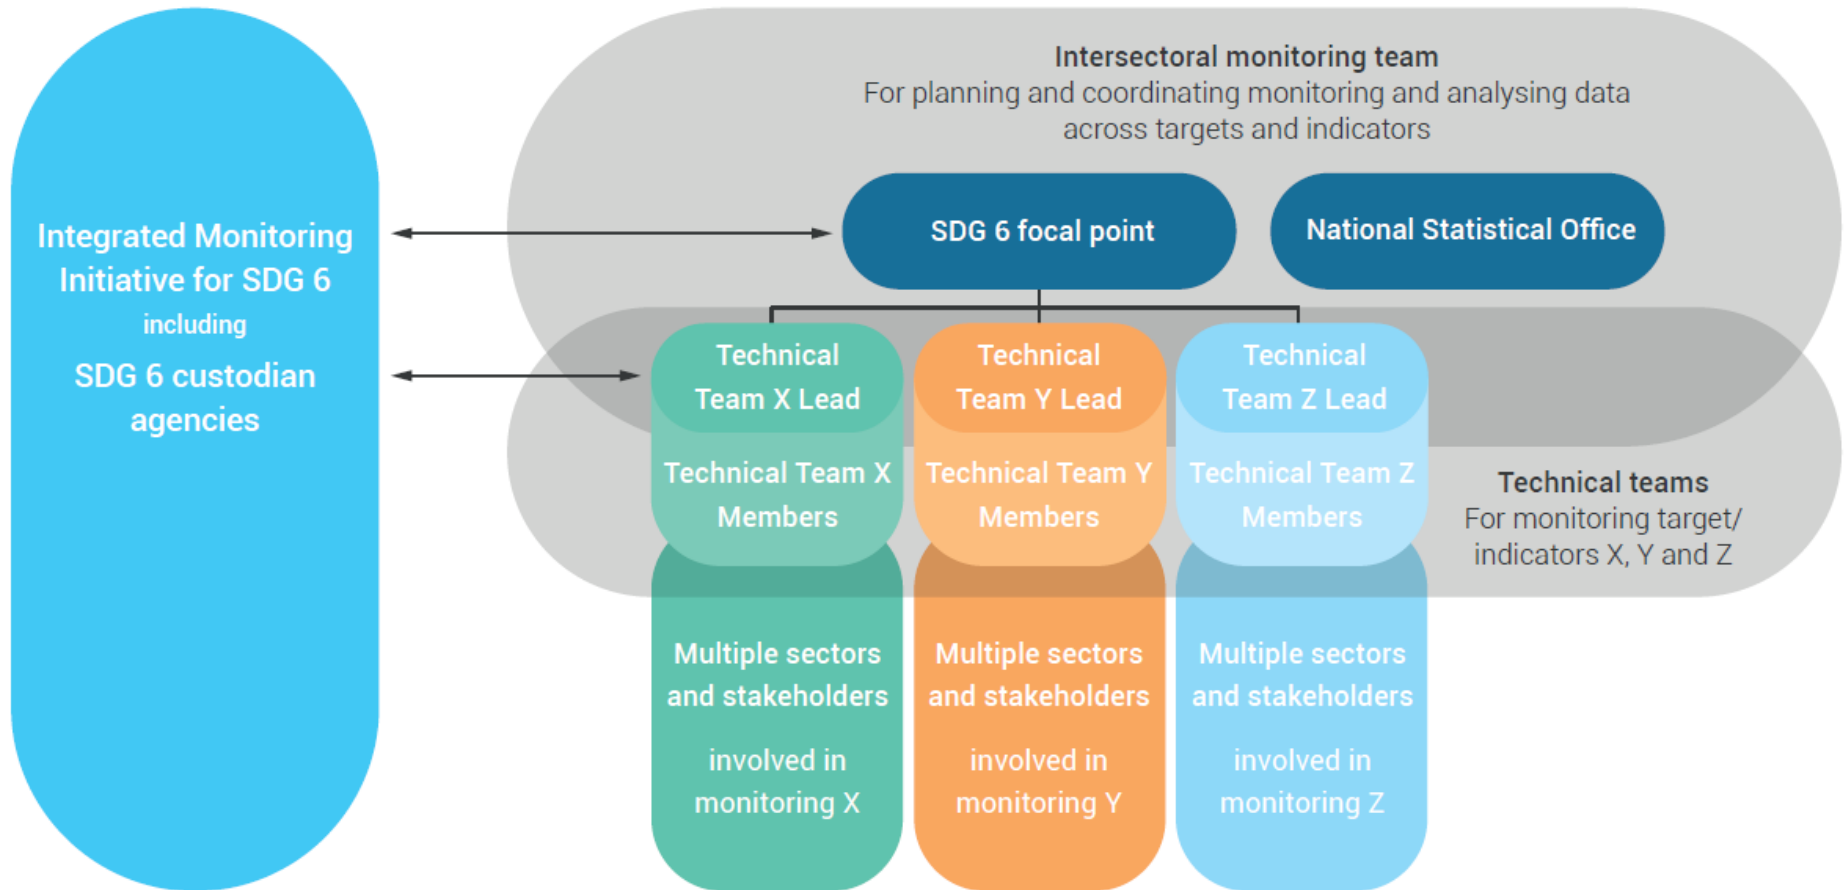 Integrated Monitoring
Initiative for SDG 6
including
SDG 6 custodian
agencies
Intersectoral monitoring team
For planning and coordinating monitoring and analysing data
across targets and indicators
SDG 6 focal point
National Statistical Office
Technical
Team X Lead
Technical
Team Y Lead
Technical
Team Z Lead
Technical Team X
Members
Technical Team Y
Members
Technical Team Z
Members
Technical teams
For monitoring target/
indicators X, Y and Z
Multiple sectors
and stakeholders
involved in
monitoring X
Multiple sectors
and stakeholders
involved in
monitoring Y
Multiple sectors
and stakeholders
involved in
monitoring Z